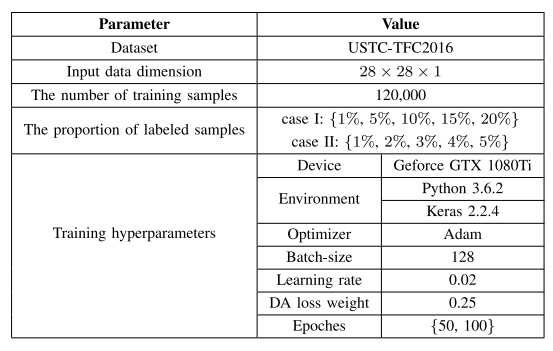 Parameter Value
Dataset USTC-TFC2016
Input data dimension 28 × 28 × 1
The number of training samples 120,000
The proportion of labeled samples case I: {1%, 5%, 10%, 15%, 20%}
case II: {1%, 2%, 3%, 4%, 5%}
Training hyperparameters
Device Geforce GTX 1080Ti
Environment Python 3.6.2
Keras 2.2.4
Optimizer Adam
Batch-size 128
Learning rate 0.02
DA loss weight 0.25
Epoches {50, 100}